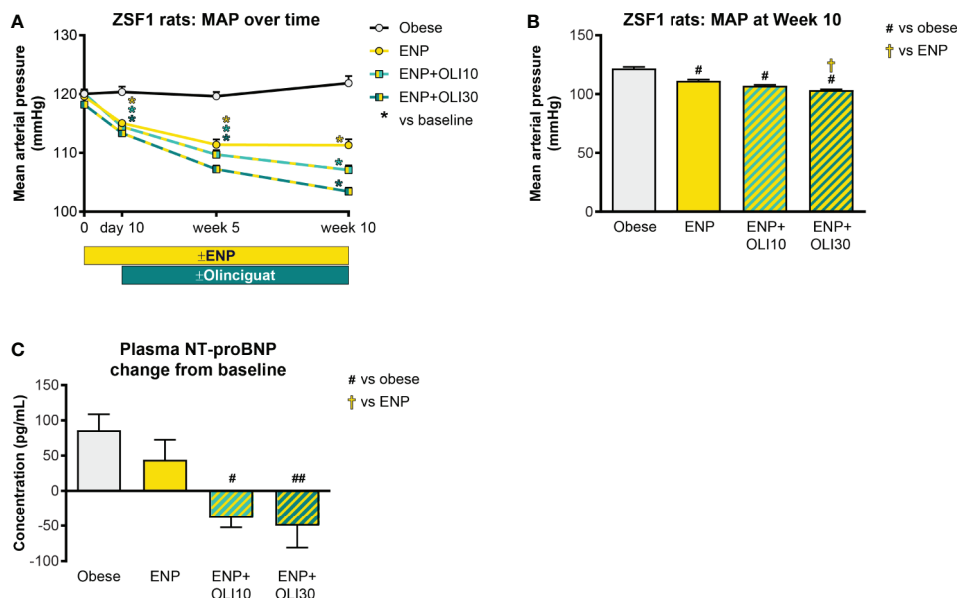 A
ZSF1 rats: MAP over time
Mean arterial pressure
(mmHg)
130
120
110
100
0
day 10
week 5
week 10
*
*
*
*
*
*
*
*
*
Obese
ENP
ENP+OLI10
ENP+OLI30
* vs baseline
±ENP
±Olinciguat
B
ZSF1 rats: MAP at Week 10
Mean arterial pressure
(mmHg)
150
100
50
0
#
#
†
#
Obese
ENP
ENP+
OLI10
ENP+
OLI30
# vs obese
† vs ENP
C
Plasma NT-proBNP
change from baseline
Concentration (pg/mL)
150
100
50
0
-50
-100
#
##
Obese
ENP
ENP+
OLI10
ENP+
OLI30
# vs obese
† vs ENP